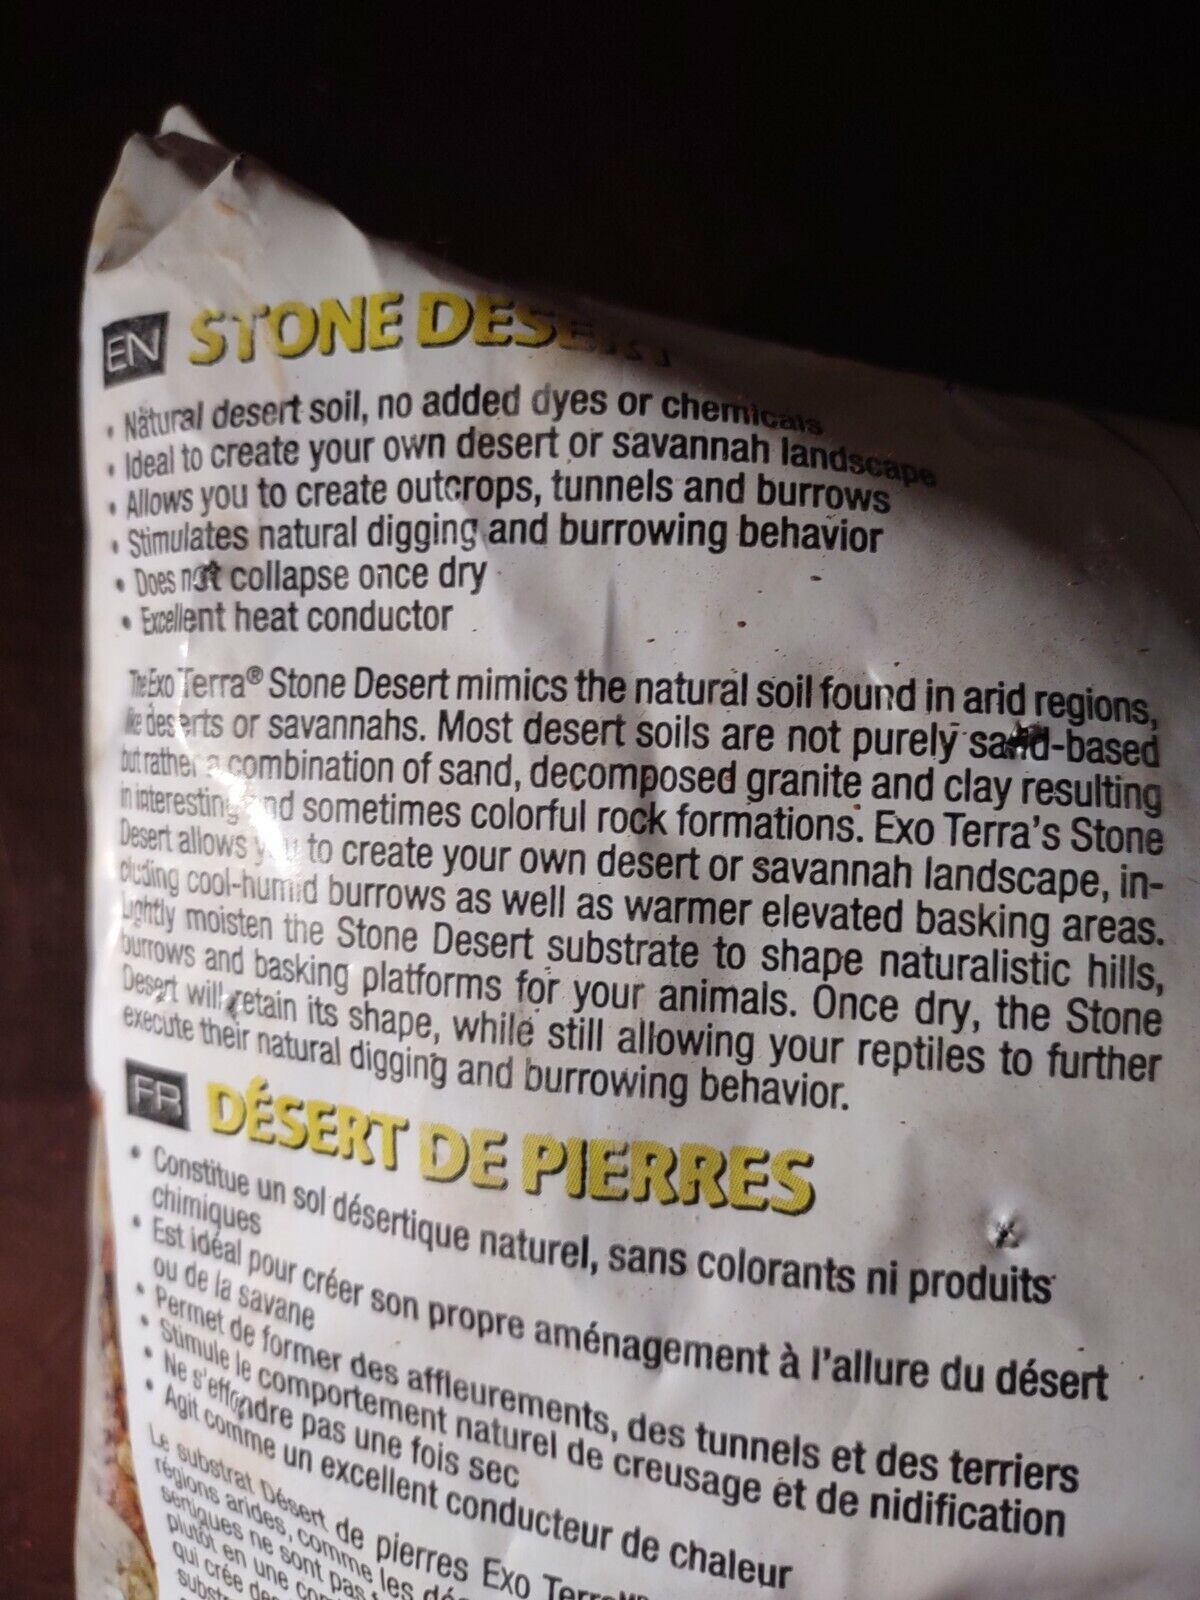 EN STONE DESERT
• Natural desert soil, no added dyes or chemicals
• Ideal to create your own desert or savannah landscape
• Allows you to create outcrops, tunnels and burrows
• Stimulates natural digging and burrowing behavior
• Does not collapse once dry
• Excellent heat conductor
The Exo Terra® Stone Desert mimics the natural soil found in arid regions,
like deserts or savannahs. Most desert soils are not purely sand-based
but rather a combination of sand, decomposed granite and clay resulting
in interesting and sometimes colorful rock formations. Exo Terra's Stone
Desert allows you to create your own desert or savannah landscape, in-
cluding cool-humid burrows as well as warmer elevated basking areas.
Lightly moisten the Stone Desert substrate to shape naturalistic hills,
burrows and basking platforms for your animals. Once dry, the Stone
Desert will retain its shape, while still allowing your reptiles to further
execute their natural digging and burrowing behavior.
FR DÉSERT DE PIERRES
• Constitue un sol désertique naturel, sans colorants ni produits
chimiques
• Est idéal pour créer son propre aménagement à l'allure du désert
ou de la savane
• Permet de former des affleurements, des tunnels et des terriers
• Stimule le comportement naturel de creusage et de nidification
• Ne s'effondre pas une fois sec
• Agit comme un excellent conducteur de chaleur
Le substrat Désert de pierres Exo Terra
régions arides, comme les
sertiques ne sont pas
plutôt en une
qui crée